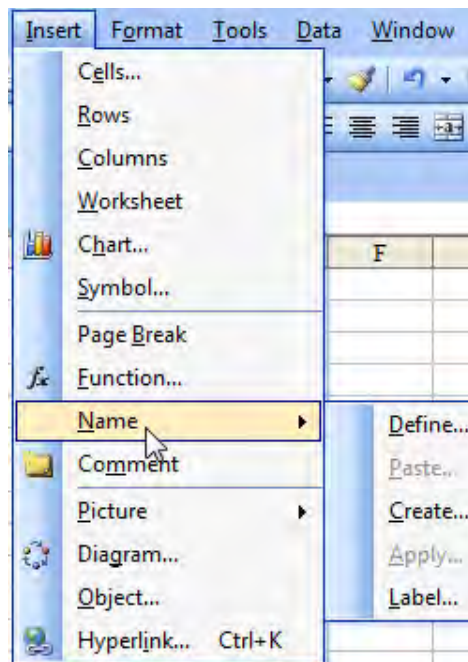 Insert Format Tools Data Window
Cells...
Rows
Columns
Worksheet
Chart...
F
Symbol...
Page Break
fx Function...
Name
Define...
Comment
Paste...
Picture
Create...
Diagram...
Apply...
Object...
Label...
Hyperlink... Ctrl+K